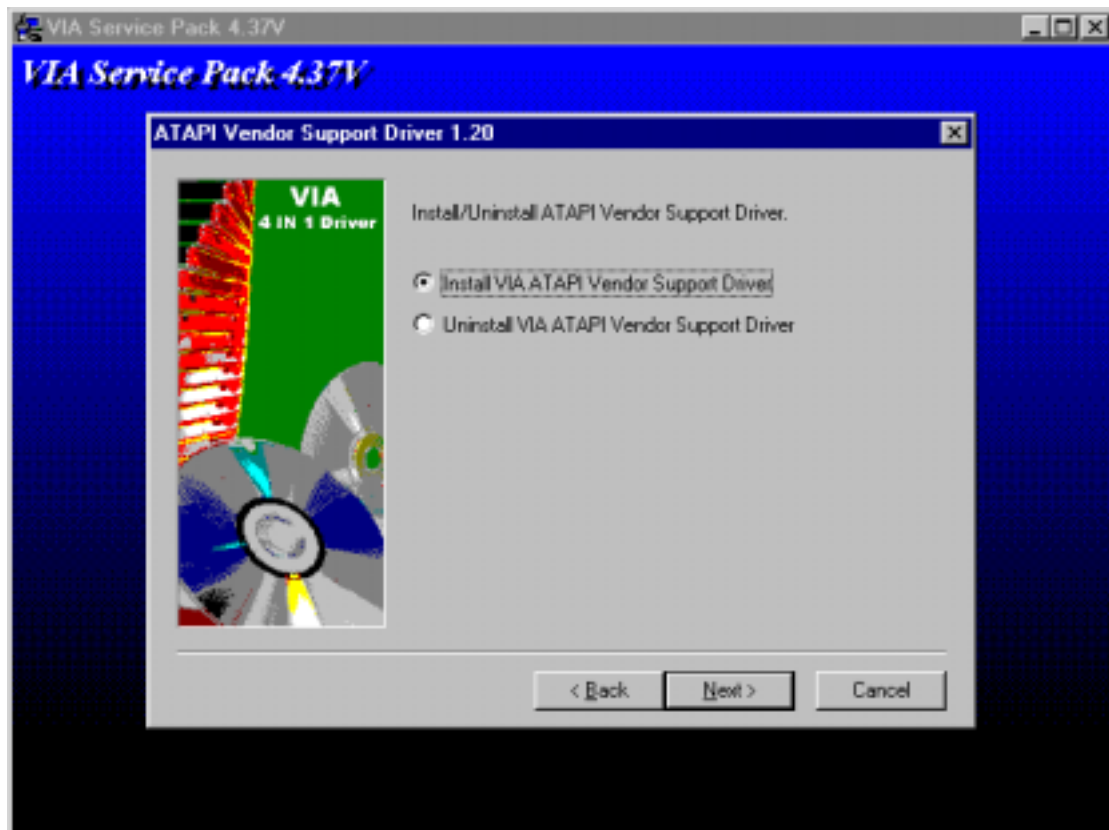 VIA Service Pack 4.37V
VIA Service Pack 4.37V
ATAPI Vendor Support Driver 1.20
VIA
4 IN 1 Driver
Install/Uninstall ATAPI Vendor Support Driver.
Install VIA ATAPI Vendor Support Driver
Uninstall VIA ATAPI Vendor Support Driver
< Back
Next >
Cancel